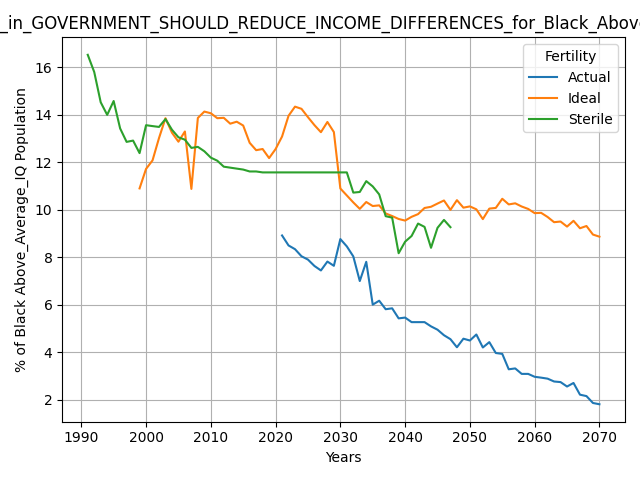 _in_GOVERNMENT_SHOULD_REDUCE_INCOME_DIFFERENCES_for_Black_Above
Fertility
Actual
Ideal
Sterile
% of Black Above_Average_IQ Population
16
14
12
10
8
6
4
2
1990 2000 2010 2020 2030 2040 2050 2060 2070
Years